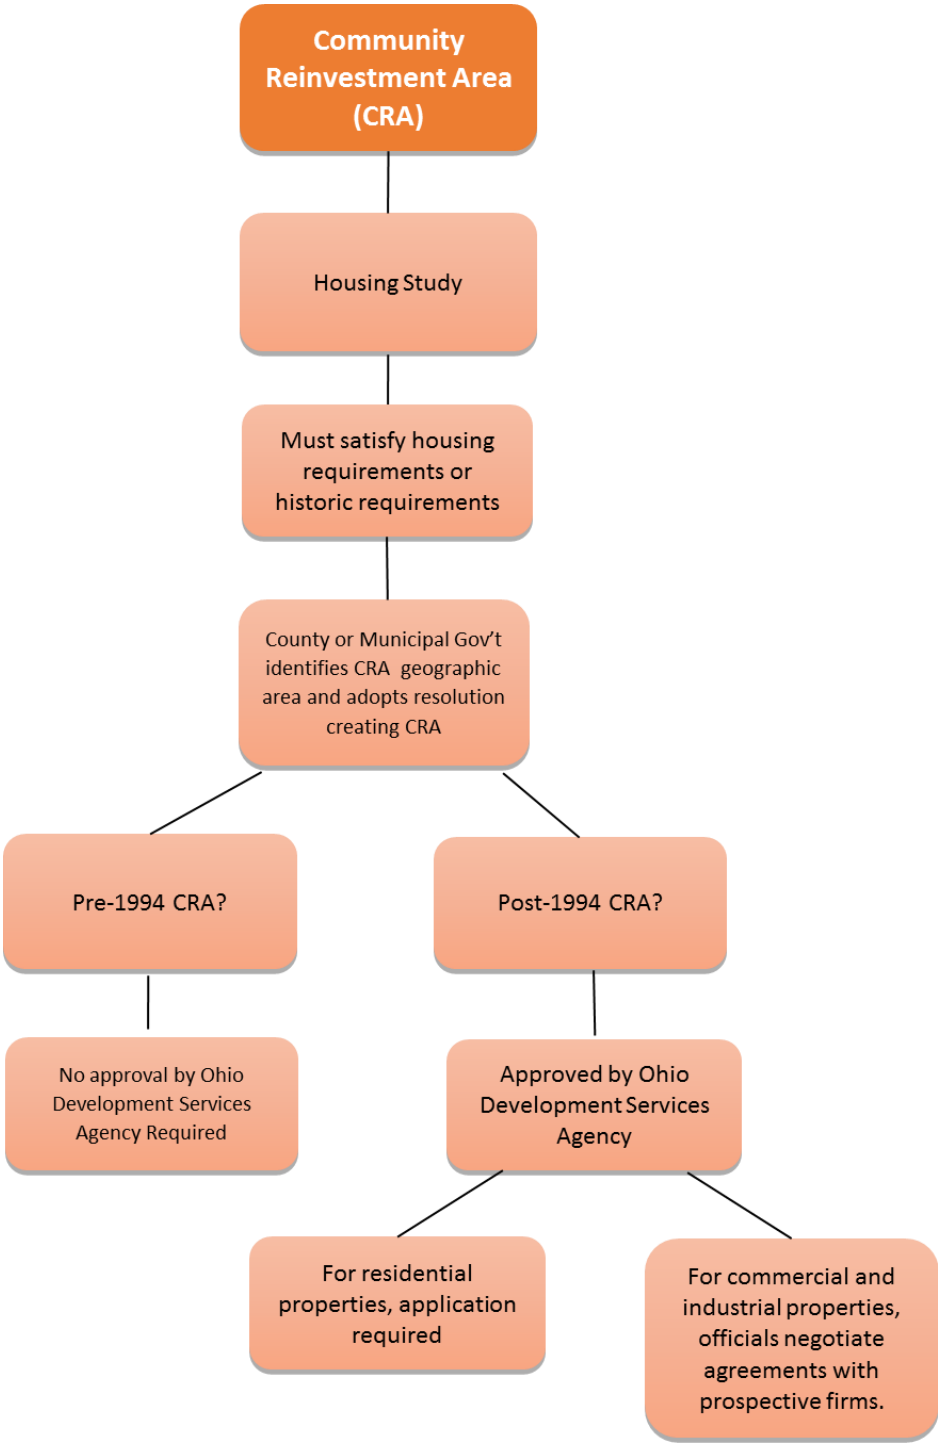 Community
Reinvestment Area
(CRA)
Housing Study
Must satisfy housing
requirements or
historic requirements
County or Municipal Gov’t
identifies CRA geographic
area and adopts resolution
creating CRA
Pre-1994 CRA?
Post-1994 CRA?
No approval by Ohio
Development Services
Agency Required
Approved by Ohio
Development Services
Agency
For residential
properties, application
required
For commercial and
industrial properties,
officials negotiate
agreements with
prospective firms.